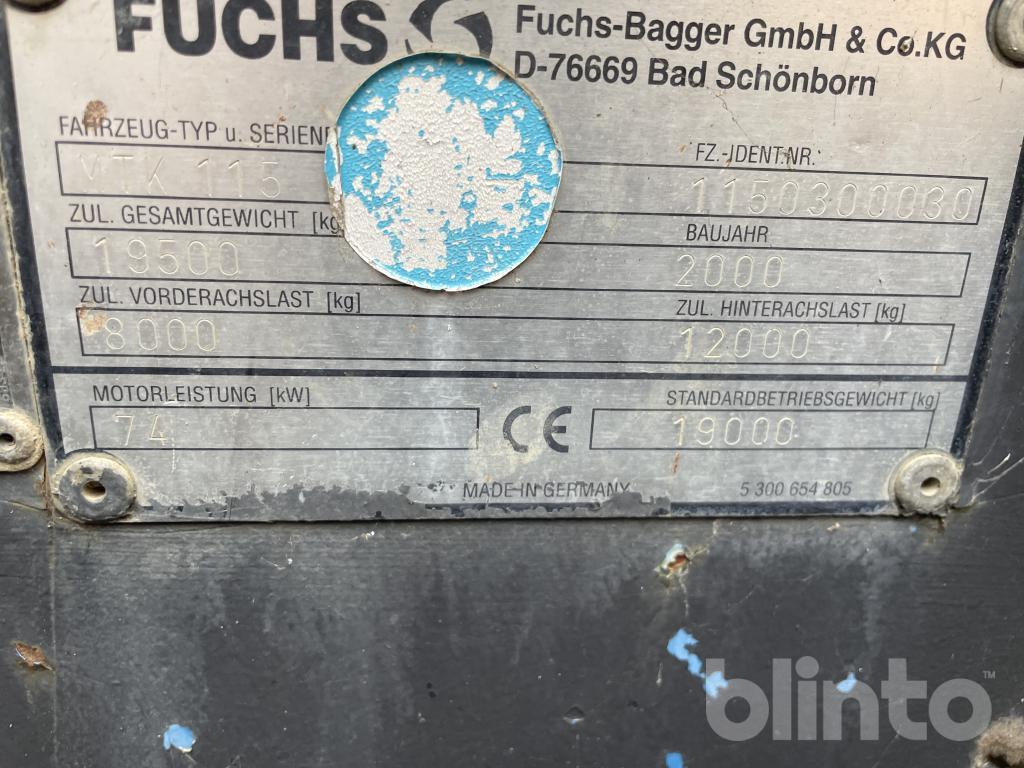 FUCHS
Fuchs-Bagger GmbH & Co.KG
D-76669 Bad Schönborn
FAHRZEUG-TYP u. SERIENN
FZ.-IDENT.NR.
MTK 115
1150300030
ZUL. GESAMTGEWICHT [kg
BAUJAHR
19500
2000
ZUL. VORDERACHSLAST [kg]
ZUL. HINTERACHSLAST [kg]
8000
12000
MOTORLEISTUNG [kW]
STANDARDBETRIEBSGEWICHT [kg]
74
CE
19000
MADE IN GERMANY
5 300 654 805
blinto™